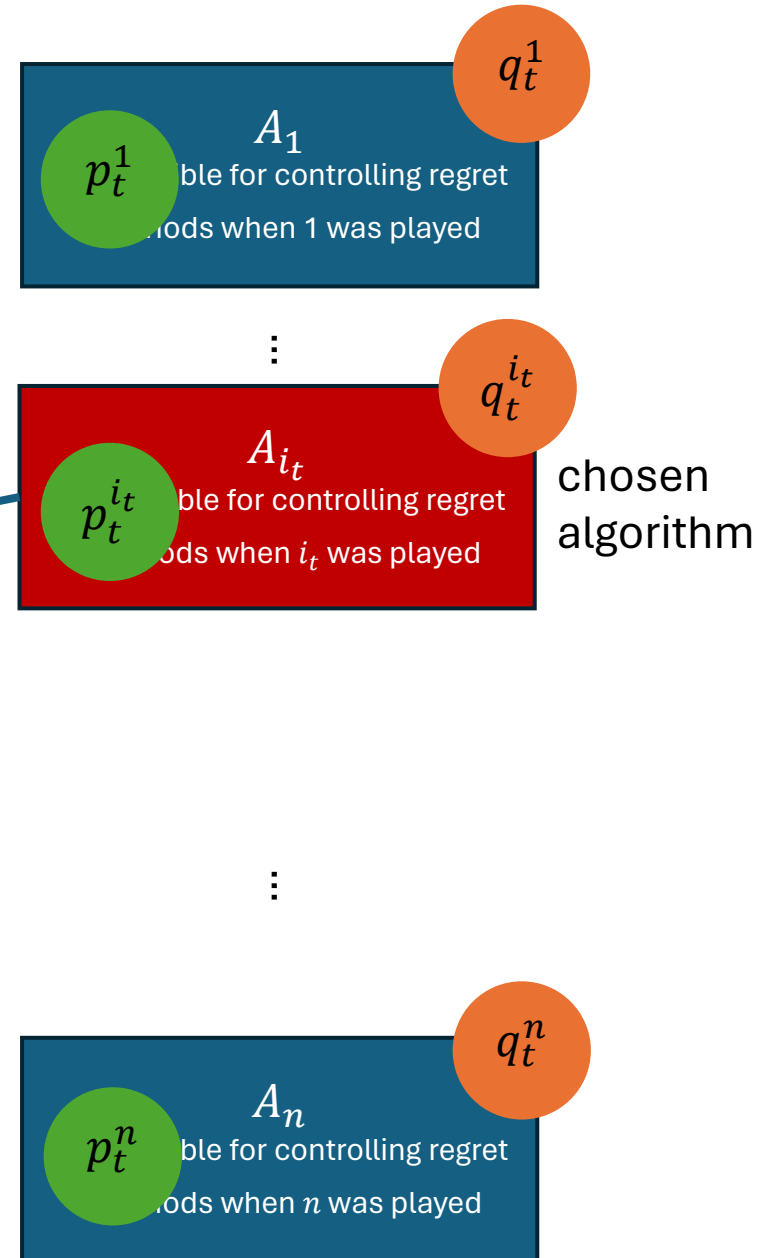 q_t^1
A_1
p_t^1
ble for controlling regret
ods when 1 was played
⋮
q_t^{i_t}
A_{i_t}
p_t^{i_t}
ble for controlling regret
ods when i_t was played
chosen
algorithm
⋮
q_t^n
A_n
p_t^n
ble for controlling regret
ods when n was played